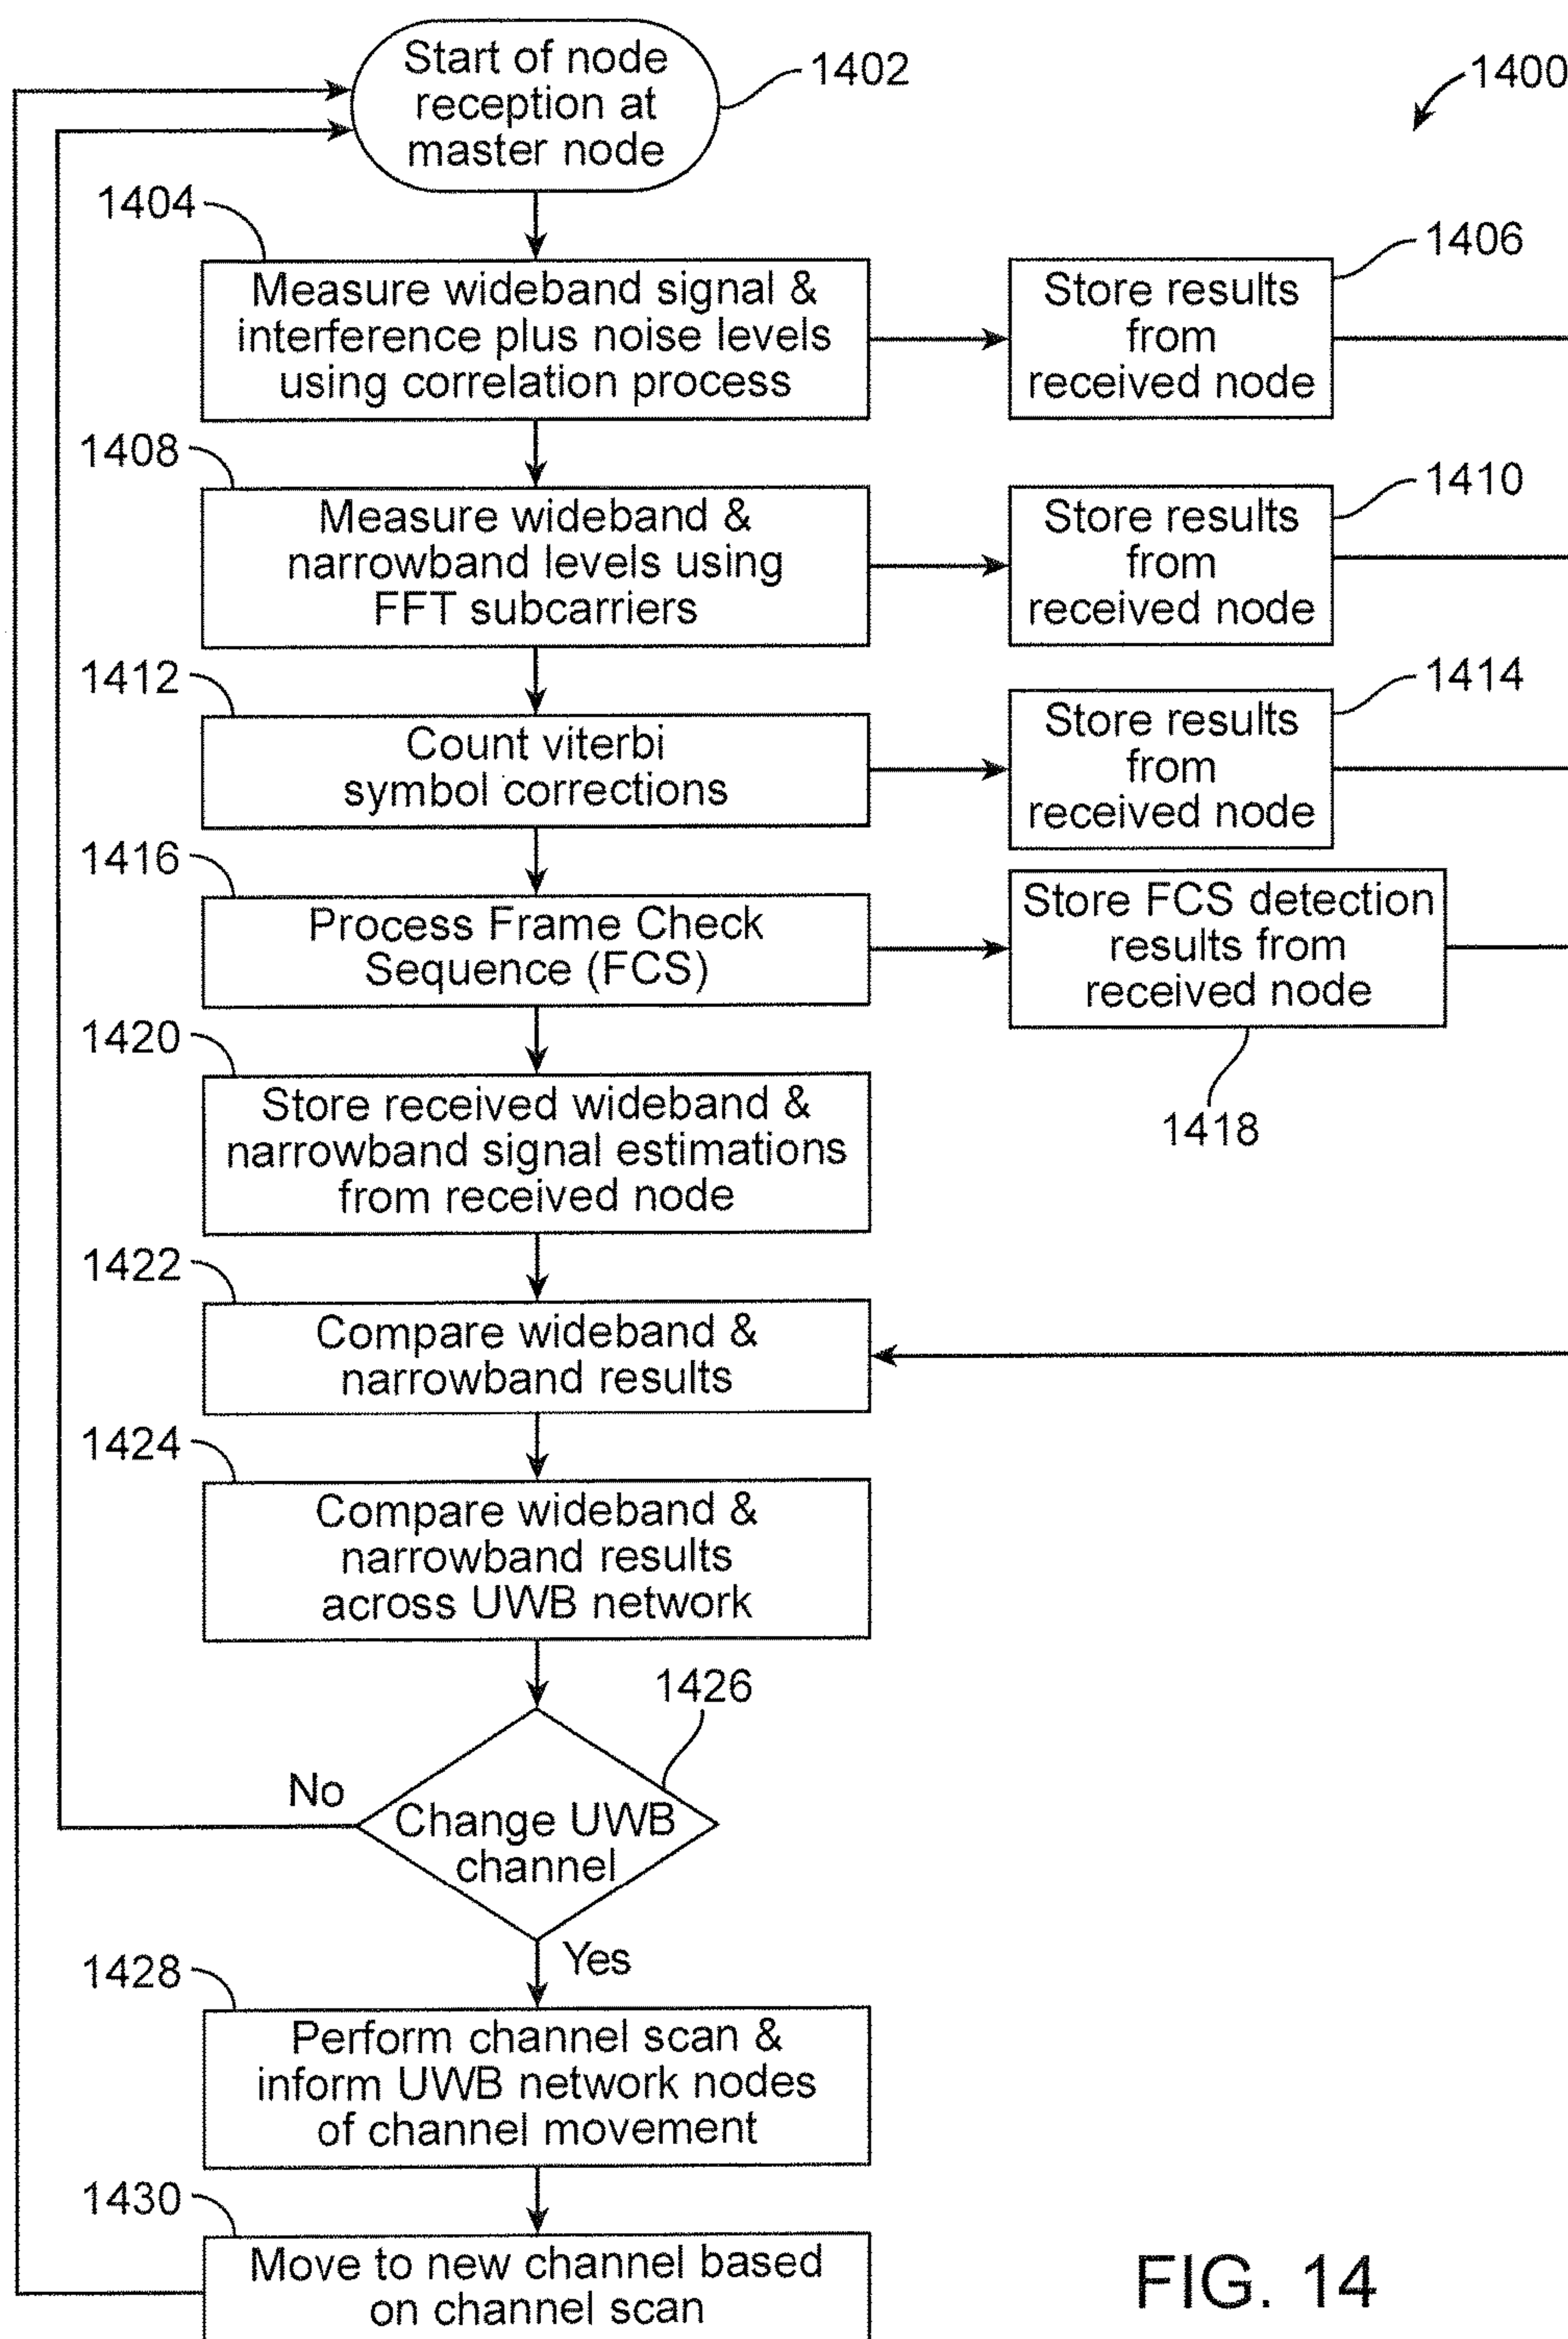 Start of node
reception at
master node
1402
1400
1404
Measure wideband signal &
interference plus noise levels
using correlation process
1406
Store results
from
received node
1408
Measure wideband &
narrowband levels using
FFT subcarriers
1410
Store results
from
received node
1412
Count viterbi
symbol corrections
1414
Store results
from
received node
1416
Process Frame Check
Sequence (FCS)
Store FCS detection
results from
received node
1418
1420
Store received wideband &
narrowband signal estimations
from received node
1422
Compare wideband &
narrowband results
1424
Compare wideband &
narrowband results
across UWB network
1426
No
Change UWB
channel
Yes
1428
Perform channel scan &
inform UWB network nodes
of channel movement
1430
Move to new channel based
on channel scan
FIG. 14